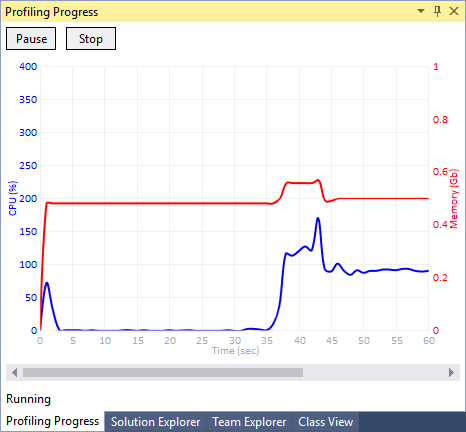 Profiling Progress
Pause Stop
400 1
350
300 0.8
250
0.6
200
150 0.4
100
0.2
50
0 0
CPU (%)
Memory (Gb)
0 5 10 15 20 25 30 35 40 45 50 55 60
Time (sec)
Running
Profiling Progress Solution Explorer Team Explorer Class View